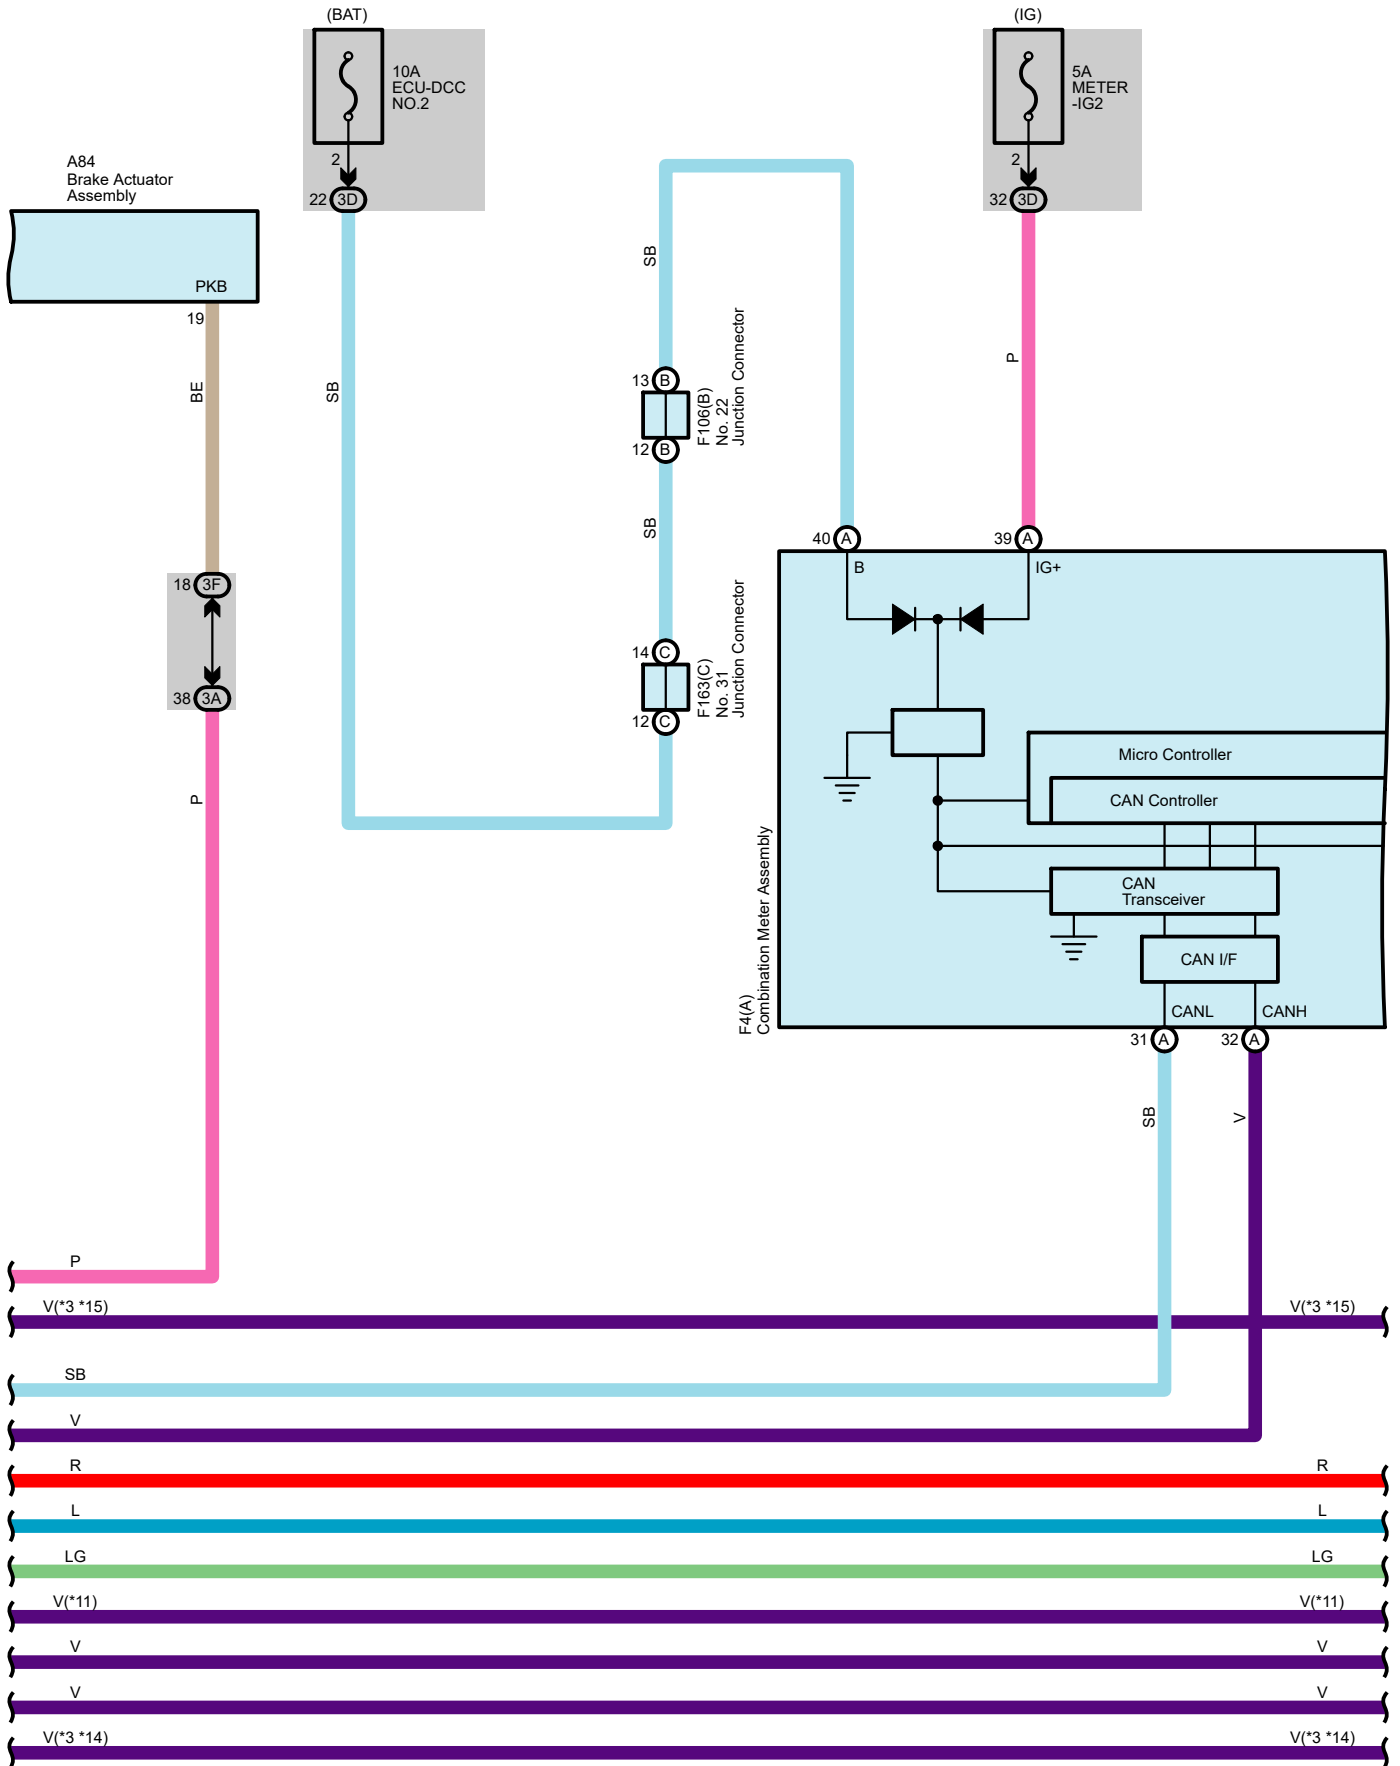 (BAT)
(IG)
10A
ECU-DCC
NO.2
5A
METER
-IG2
2
2
22 3D
32 3D
A84
Brake Actuator
Assembly
PKB
19
BE
SB
SB
P
13 B
F106(B)
No. 22
Junction Connector
12 B
SB
40 A
39 A
B
IG+
18 3F
38 3A
14 C
F163(C)
No. 31
Junction Connector
12 C
P
Micro Controller
CAN Controller
CAN
Transceiver
CAN I/F
F4(A)
Combination Meter Assembly
CANL
CANH
31 A
32 A
SB
V
P
V(*3 *15)
V(*3 *15)
SB
V
R
R
L
L
LG
LG
V(*11)
V(*11)
V
V
V
V
V(*3 *14)
V(*3 *14)